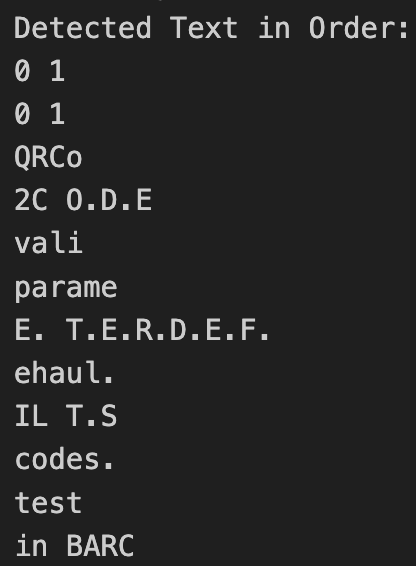 Detected Text in Order:
0 1
0 1
QRCo
2C O.D.E
vali
parame
E. T.E.R.D.E.F.
ehaul.
IL T.S
codes.
test
in BARC